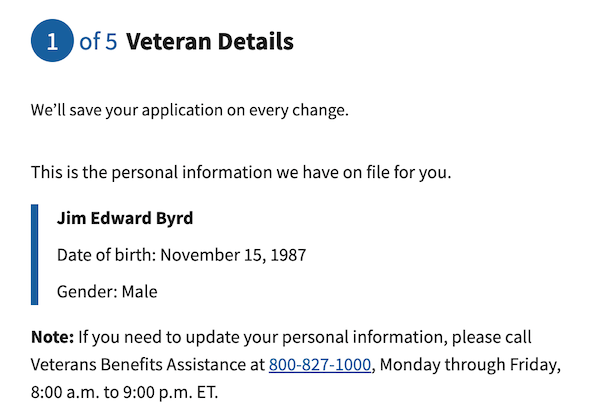 1 of 5 Veteran Details
We’ll save your application on every change.
This is the personal information we have on file for you.
Jim Edward Byrd
Date of birth: November 15, 1987
Gender: Male
Note: If you need to update your personal information, please call
Veterans Benefits Assistance at 800-827-1000, Monday through Friday,
8:00 a.m. to 9:00 p.m. ET.